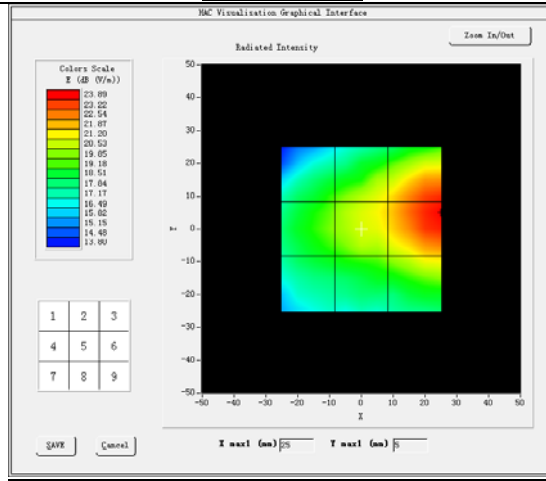 HAC Visualisation Graphical Interface
Zoom In/Out
Radiated Intensity
Colors Scale
E (dB (V/m))
23.89
23.22
22.54
21.87
21.20
20.53
19.85
19.18
18.51
17.84
17.17
16.49
15.82
15.15
14.48
13.80
50
40
30
20
10
0
-10
-20
-30
-40
-50
Y
-50 -40 -30 -20 -10 0 10 20 30 40 50
X
1 2 3
4 5 6
7 8 9
SAVE
Cancel
X max1 (mm) 25
Y max1 (mm) 5